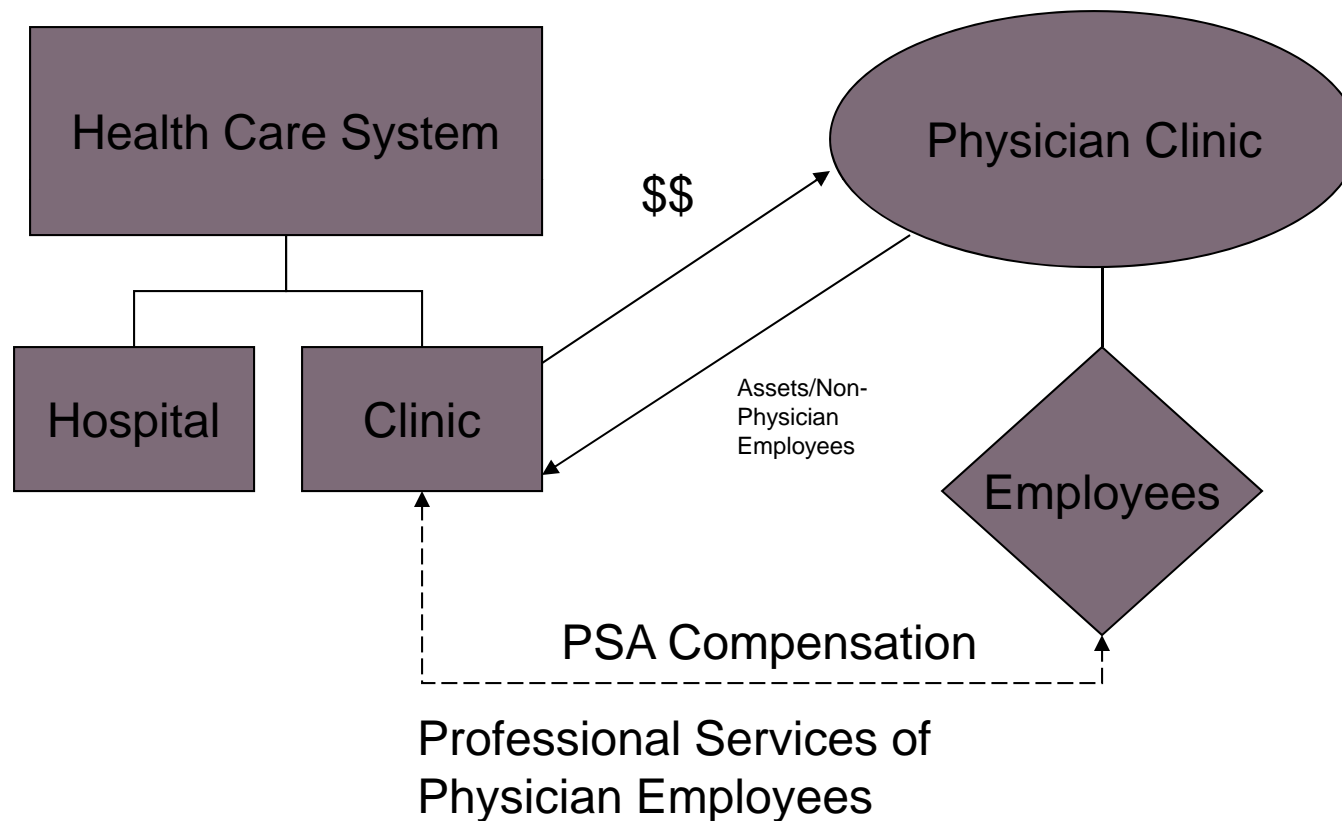 Health Care System
Physician Clinic
$$
Hospital
Clinic
Assets/Non-
Physician
Employees
Employees
PSA Compensation
Professional Services of
Physician Employees